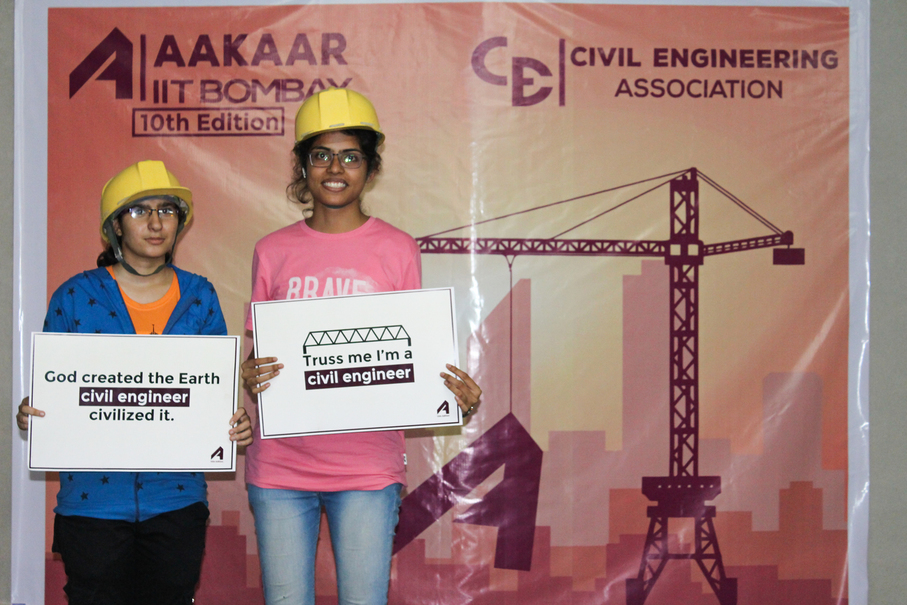 AAKAAR
IIT BOMBAY
10th Edition
CE
CIVIL ENGINEERING
ASSOCIATION
BRAVE
God created the Earth
civil engineer
civilized it.
Truss me I'm a
civil engineer